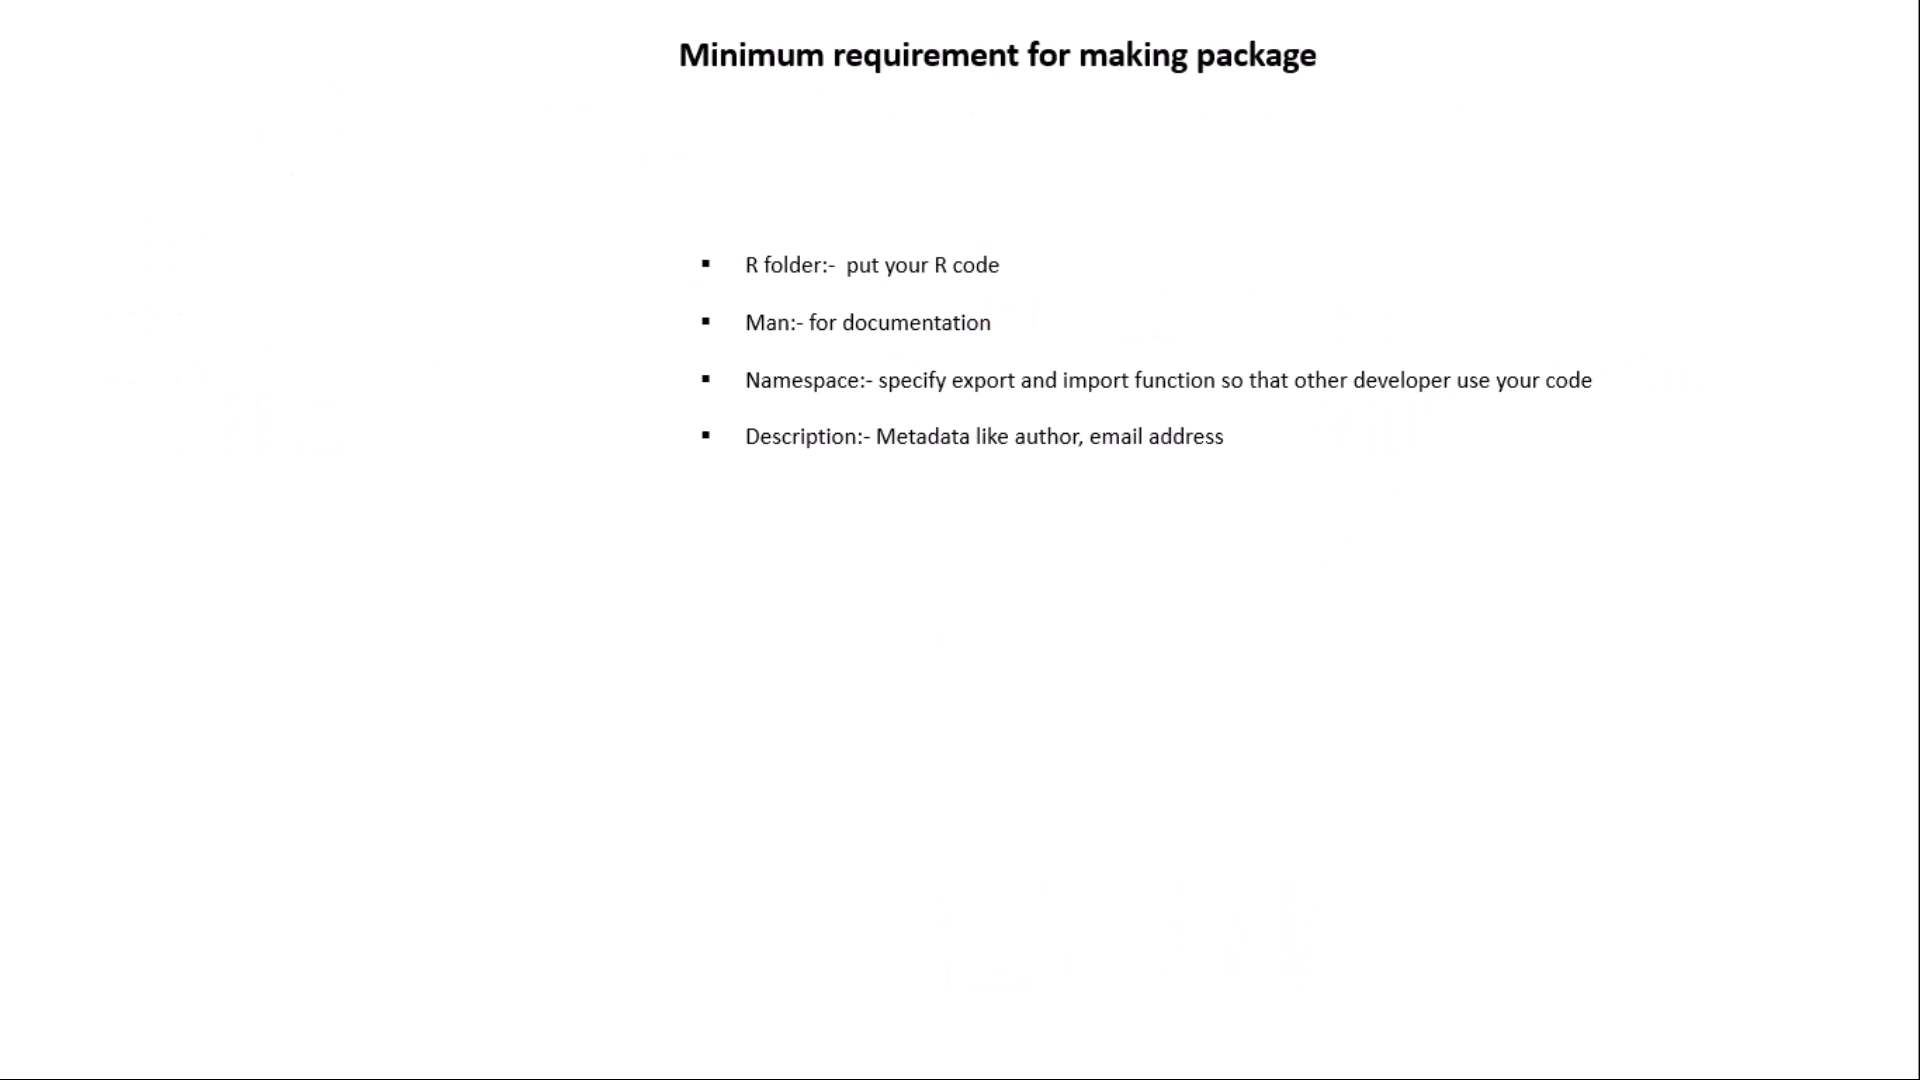 Minimum requirement for making package
▪ R folder:- put your R code
▪ Man:- for documentation
▪ Namespace:- specify export and import function so that other developer use your code
▪ Description:- Metadata like author, email address